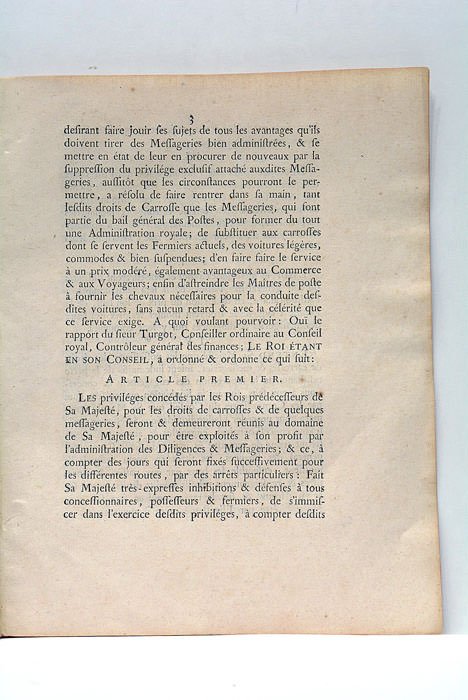 3
deſirant faire jouir ſes ſujets de tous les avantages qu'ils
doivent tirer des Meſſageries bien adminiſtrées, & ſe
mettre en état de leur en procurer de nouveaux par la
ſuppreſſion du privilége excluſif attaché auxdites Meſſa-
geries, auſſitôt que les circonſtances pourront le per-
mettre, a réſolu de faire rentrer dans ſa main, tant
leſdits droits de Carroſſe que les Meſſageries, qui ſont
partie du bail général des Poſtes, pour former du tout
une Adminiſtration royale; de ſubſtituer aux carroſſes
dont ſe ſervent les Fermiers actuels, des voitures légères,
commodes & bien ſuſpendues; d'en faire faire le ſervice
à un prix modéré, également avantageux au Commerce
& aux Voyageurs; enfin d'aſtreindre les Maîtres de poſte
à fournir les chevaux néceſſaires pour la conduite deſ-
dites voitures, ſans aucun retard & avec la célérité que
ce ſervice exige. A quoi voulant pourvoir: Ouï le
rapport du ſieur Turgot, Conſeiller ordinaire au Conſeil
royal, Contrôleur général des finances; LE ROI ÉTANT
EN SON CONSEIL, a ordonné & ordonne ce qui ſuit:
ARTICLE PREMIER.
LES priviléges concédés par les Rois prédéceſſeurs de
Sa Majeſté, pour les droits de carroſſes & de quelques
meſſageries, ſeront & demeureront réunis au domaine
de Sa Majeſté, pour être exploités à ſon profit par
l'adminiſtration des Diligences & Meſſageries; & ce, à
compter des jours qui ſeront fixés ſucceſſivement pour
les différentes routes, par des arrêts particuliers: Fait
Sa Majeſté très-expreſſes inhibitions & défenſes à tous
conceſſionnaires, poſſeſſeurs & fermiers, de s'immiſ-
cer dans l'exercice deſdits priviléges, à compter deſdits